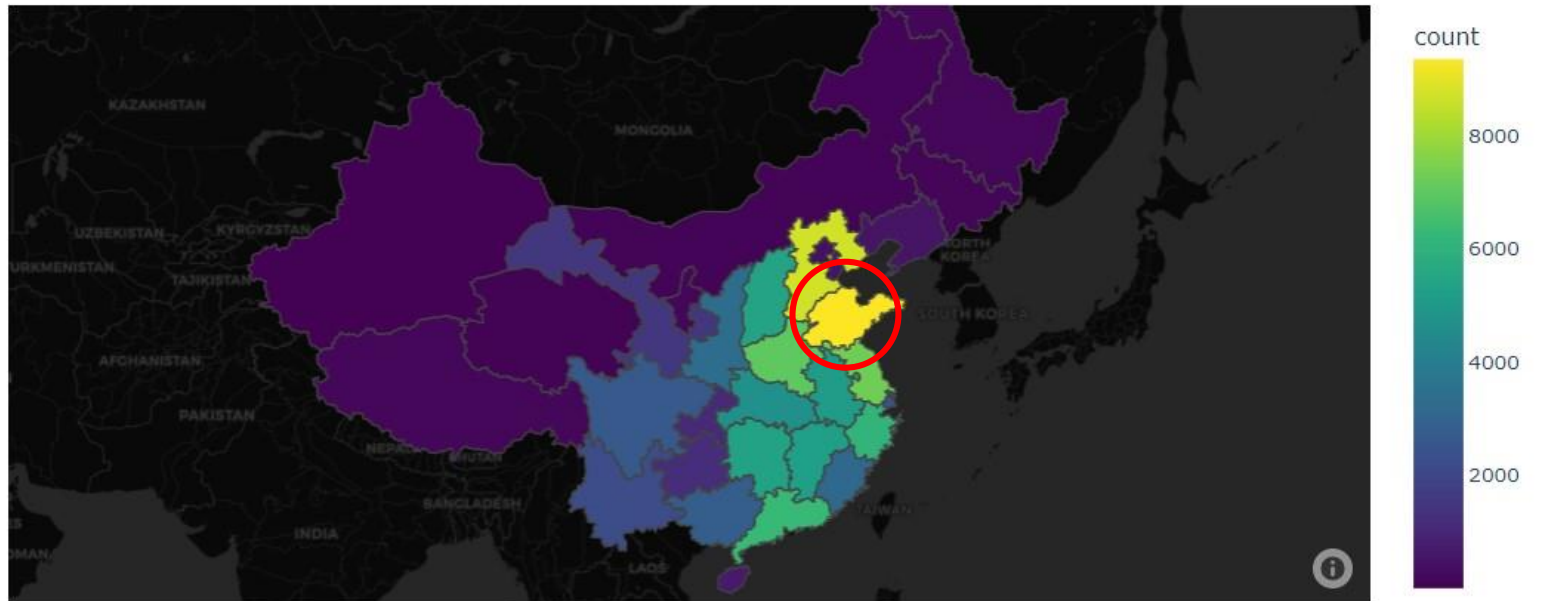 count
KAZAKHSTAN
8000
MONGOLIA
UZBEKISTAN
KYRGYZSTAN
NORTH
KOREA
6000
TURKMENISTAN
TAJIKISTAN
SOUTH KOREA
AFGHANISTAN
4000
PAKISTAN
NEPAL
BHUTAN
2000
BANGLADESH
TAIWAN
INDIA
OMAN
LAOS
i